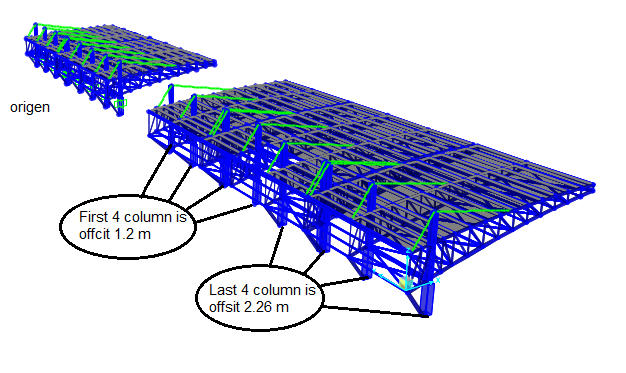 origen
First 4 column is
offcit 1.2 m
Last 4 column is
offsit 2.26 m